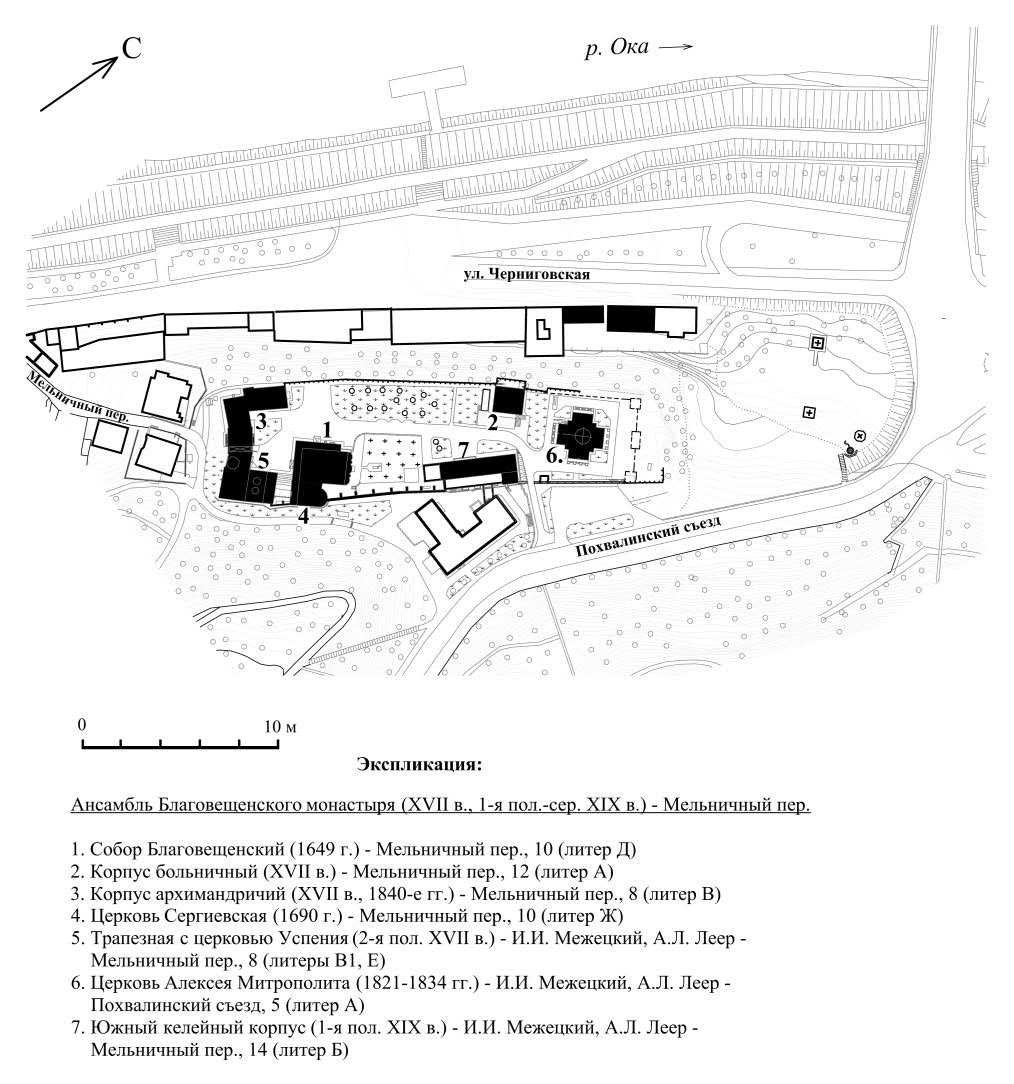 С
р. Ока
ул. Черниговская
Мельничный пер.
3
1
2
7
6.
5
4
Похвалинский съезд
0
10 м
Экспликация:
Ансамбль Благовещенского монастыря (XVII в., 1-я пол.-сер. XIX в.) - Мельничный пер.
1. Собор Благовещенский (1649 г.) - Мельничный пер., 10 (литер Д)
2. Корпус больничный (XVII в.) - Мельничный пер., 12 (литер А)
3. Корпус архимандричий (XVII в., 1840-е гг.) - Мельничный пер., 8 (литер В)
4. Церковь Сергиевская (1690 г.) - Мельничный пер., 10 (литер Ж)
5. Трапезная с церковью Успения (2-я пол. XVII в.) - И.И. Межецкий, А.Л. Леер -
Мельничный пер., 8 (литеры В1, Е)
6. Церковь Алексея Митрополита (1821-1834 гг.) - И.И. Межецкий, А.Л. Леер -
Похвалинский съезд, 5 (литер А)
7. Южный келейный корпус (1-я пол. XIX в.) - И.И. Межецкий, А.Л. Леер -
Мельничный пер., 14 (литер Б)